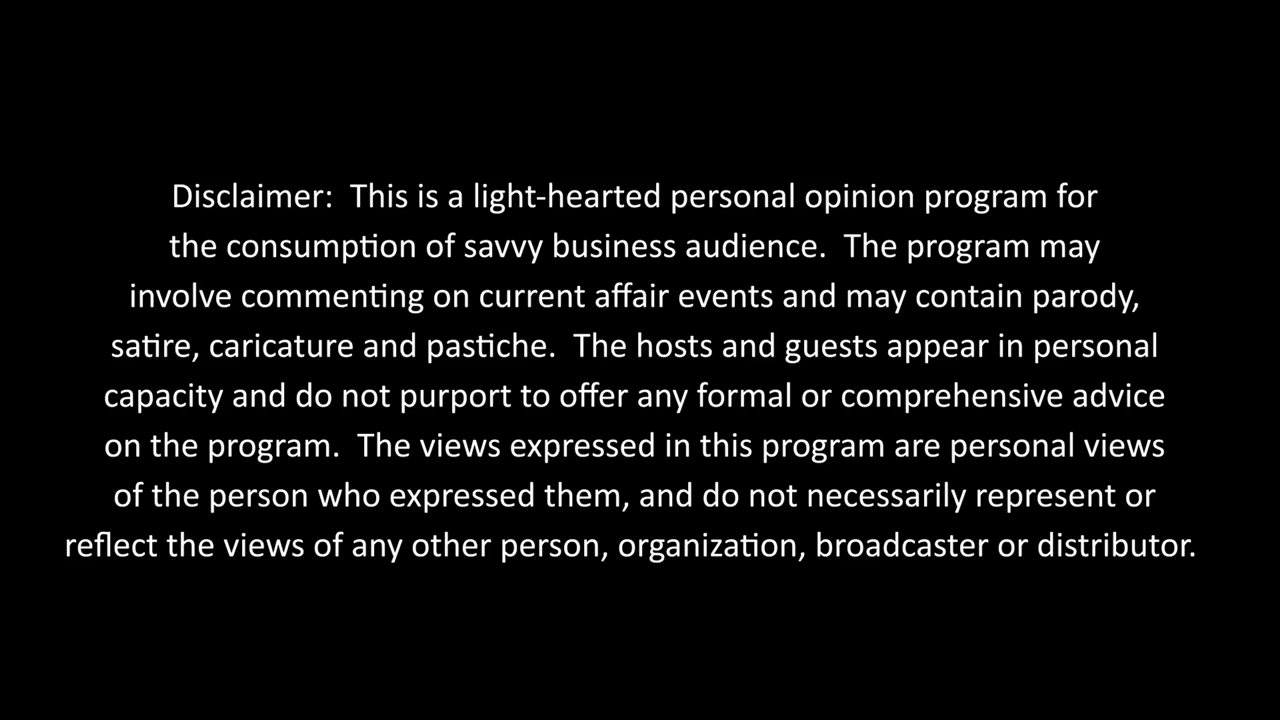 Disclaimer:  This is a light-hearted personal opinion program for
the consumption of savvy business audience.  The program may
involve commenting on current affair events and may contain parody,
satire, caricature and pastiche.  The hosts and guests appear in personal
capacity and do not purport to offer any formal or comprehensive advice
on the program.  The views expressed in this program are personal views
of the person who expressed them, and do not necessarily represent or
reflect the views of any other person, organization, broadcaster or distributor.